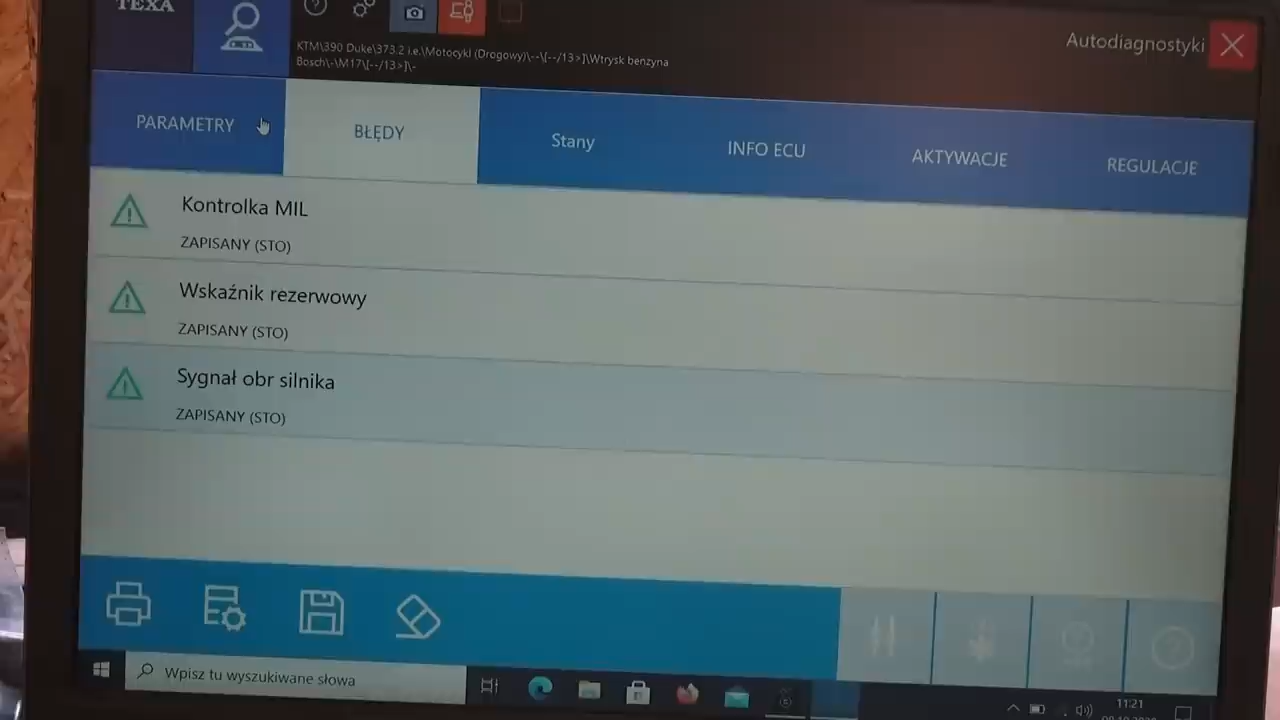 TEXA
KTM\390 Duke\373.2 i.e.\Motocykl (Drogowy)\--\[--/13>]\Wtrysk benzyna
Bosch\-\M17\[--/13>]\-
Autodiagnostyki
PARAMETRY
BŁĘDY
Stany
INFO ECU
AKTYWACJE
REGULACJE
Kontrolka MIL
ZAPISANY (STO)
Wskaźnik rezerwowy
ZAPISANY (STO)
Sygnał obr silnika
ZAPISANY (STO)
Wpisz tu wyszukiwane słowa
11:21